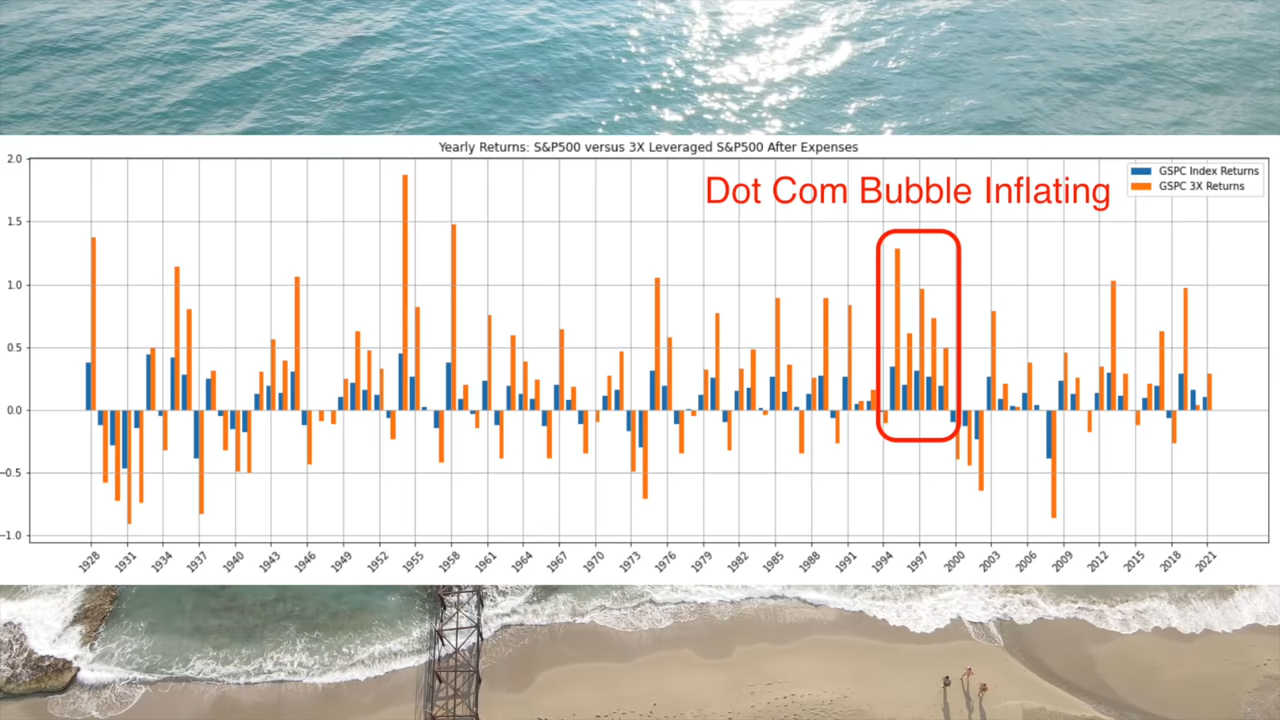 Yearly Returns: S&P500 versus 3X Leveraged S&P500 After Expenses
2.0
GSPC Index Returns
GSPC 3X Returns
Dot Com Bubble Inflating
1.5
1.0
0.5
0.0
−0.5
−1.0
1928 1931 1934 1937 1940 1943 1946 1949 1952 1955 1958 1961 1964 1967 1970 1973 1976 1979 1982 1985 1988 1991 1994 1997 2000 2003 2006 2009 2012 2015 2018 2021